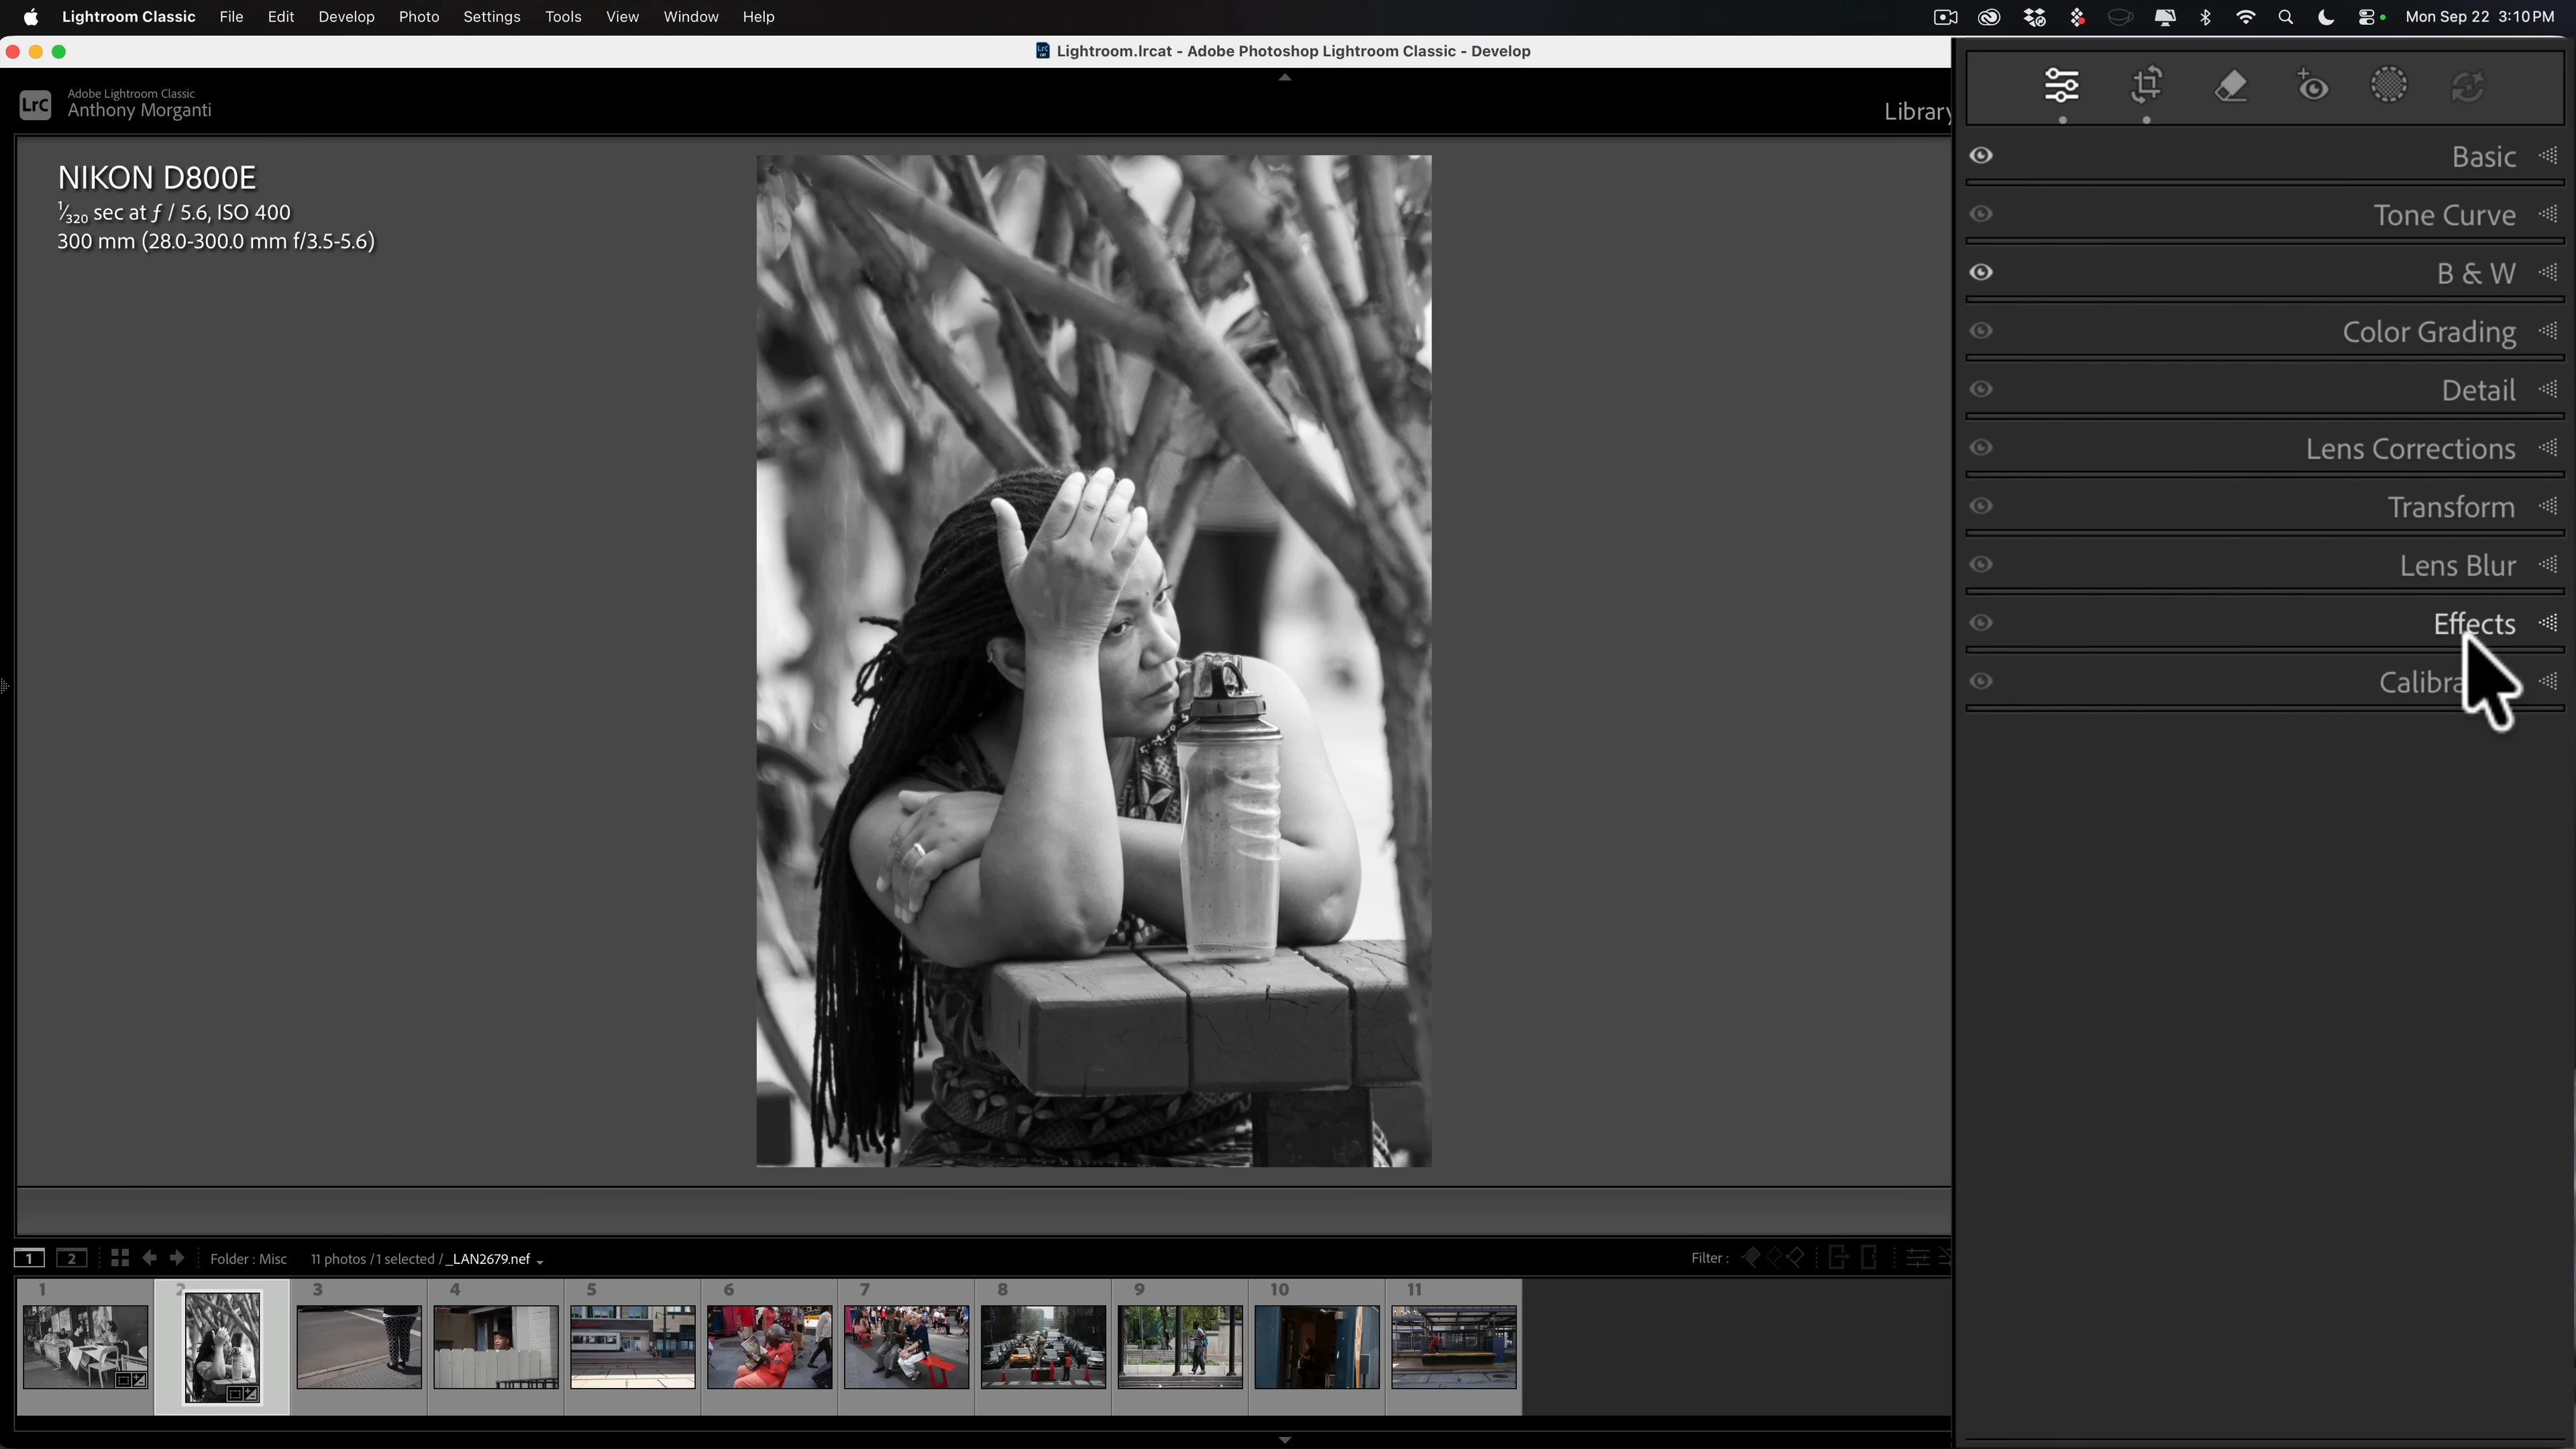 Lightroom Classic File Edit Develop Photo Settings Tools View Window Help Mon Sep 22 3:10 PM
Lightroom.lrcat - Adobe Photoshop Lightroom Classic - Develop
LrC
Adobe Lightroom Classic
Anthony Morganti
Library
NIKON D800E
1/320 sec at ƒ / 5.6, ISO 400
300 mm (28.0-300.0 mm f/3.5-5.6)
Basic
Tone Curve
B & W
Color Grading
Detail
Lens Corrections
Transform
Lens Blur
Effects
1 2 Folder : Misc 11 photos / 1 selected / _LAN2679.nef Filter :
1 2 3 4 5 6 7 8 9 10 11